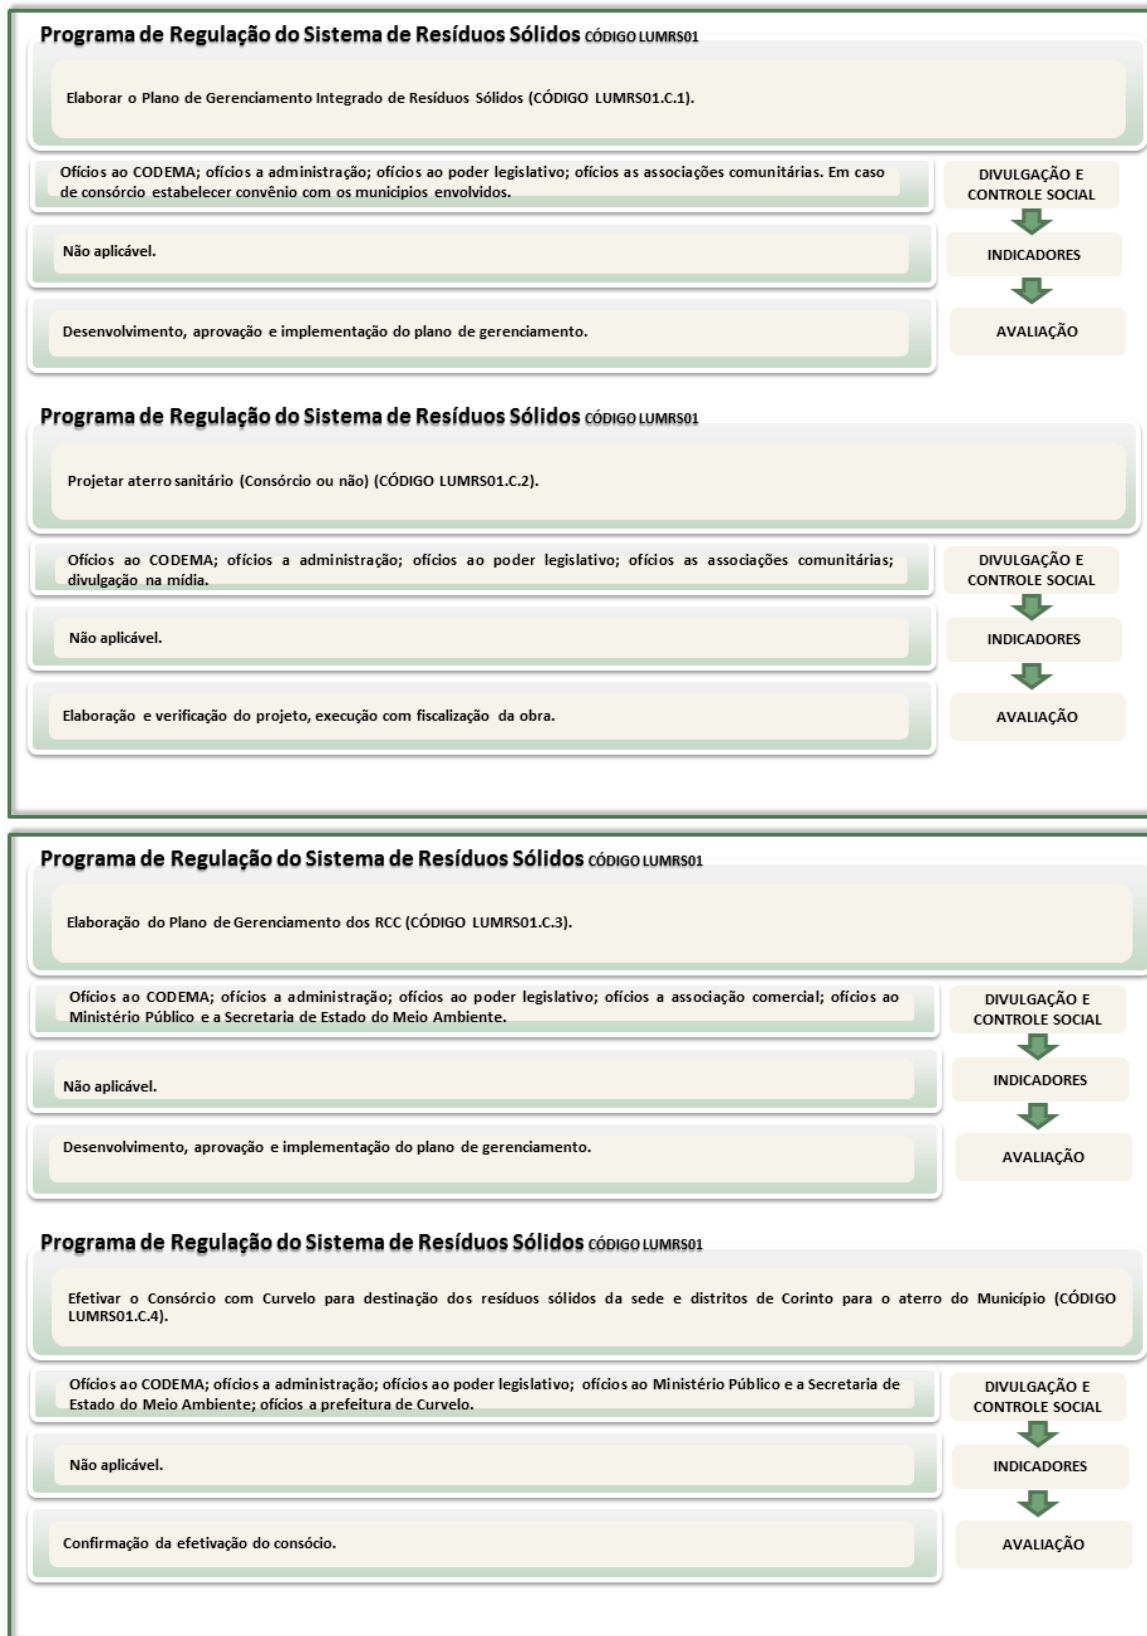 Programa de Regulação do Sistema de Resíduos Sólidos CÓDIGO LUMRS01
Elaborar o Plano de Gerenciamento Integrado de Resíduos Sólidos (CÓDIGO LUMRS01.C.1).
Ofícios ao CODEMA; ofícios a administração; ofícios ao poder legislativo; ofícios as associações comunitárias. Em caso
de consórcio estabelecer convênio com os municipios envolvidos.
DIVULGAÇÃO E
CONTROLE SOCIAL
Não aplicável.
INDICADORES
Desenvolvimento, aprovação e implementação do plano de gerenciamento.
AVALIAÇÃO
Programa de Regulação do Sistema de Resíduos Sólidos CÓDIGO LUMRS01
Projetar aterro sanitário (Consórcio ou não) (CÓDIGO LUMRS01.C.2).
Ofícios ao CODEMA; ofícios a administração; ofícios ao poder legislativo; ofícios as associações comunitárias;
divulgação na mídia.
DIVULGAÇÃO E
CONTROLE SOCIAL
Não aplicável.
INDICADORES
Elaboração e verificação do projeto, execução com fiscalização da obra.
AVALIAÇÃO
Programa de Regulação do Sistema de Resíduos Sólidos CÓDIGO LUMRS01
Elaboração do Plano de Gerenciamento dos RCC (CÓDIGO LUMRS01.C.3).
Ofícios ao CODEMA; ofícios a administração; ofícios ao poder legislativo; ofícios a associação comercial; ofícios ao
Ministério Público e a Secretaria de Estado do Meio Ambiente.
DIVULGAÇÃO E
CONTROLE SOCIAL
Não aplicável.
INDICADORES
Desenvolvimento, aprovação e implementação do plano de gerenciamento.
AVALIAÇÃO
Programa de Regulação do Sistema de Resíduos Sólidos CÓDIGO LUMRS01
Efetivar o Consórcio com Curvelo para destinação dos resíduos sólidos da sede e distritos de Corinto para o aterro do Município (CÓDIGO
LUMRS01.C.4).
Ofícios ao CODEMA; ofícios a administração; ofícios ao poder legislativo; ofícios ao Ministério Público e a Secretaria de
Estado do Meio Ambiente; ofícios a prefeitura de Curvelo.
DIVULGAÇÃO E
CONTROLE SOCIAL
Não aplicável.
INDICADORES
Confirmação da efetivação do consócio.
AVALIAÇÃO